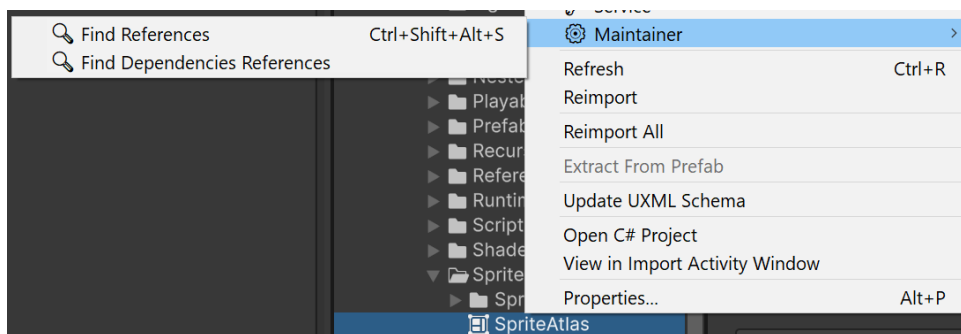 Find References Ctrl+Shift+Alt+S
Find Dependencies References
Maintainer
Refresh Ctrl+R
Reimport
Reimport All
Extract From Prefab
Update UXML Schema
Open C# Project
View in Import Activity Window
Properties... Alt+P
Playab
Prefab
Recur
Refere
Runtin
Script
Shade
Sprite
Spr
SpriteAtlas